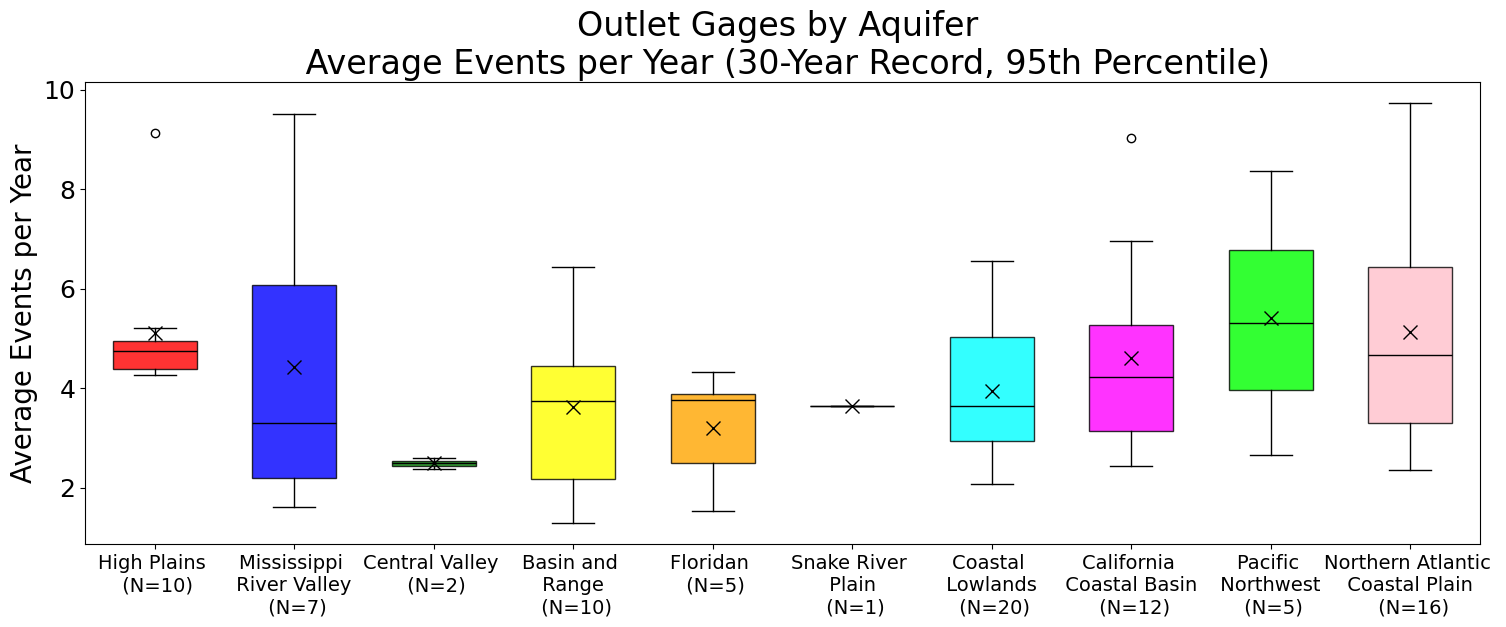 Outlet Gages by Aquifer
Average Events per Year (30-Year Record, 95th Percentile)
Average Events per Year
10
8
6
4
2
High Plains
(N=10)
Mississippi
River Valley
(N=7)
Central Valley
(N=2)
Basin and
Range
(N=10)
Floridan
(N=5)
Snake River
Plain
(N=1)
Coastal
Lowlands
(N=20)
California
Coastal Basin
(N=12)
Pacific
Northwest
(N=5)
Northern Atlantic
Coastal Plain
(N=16)